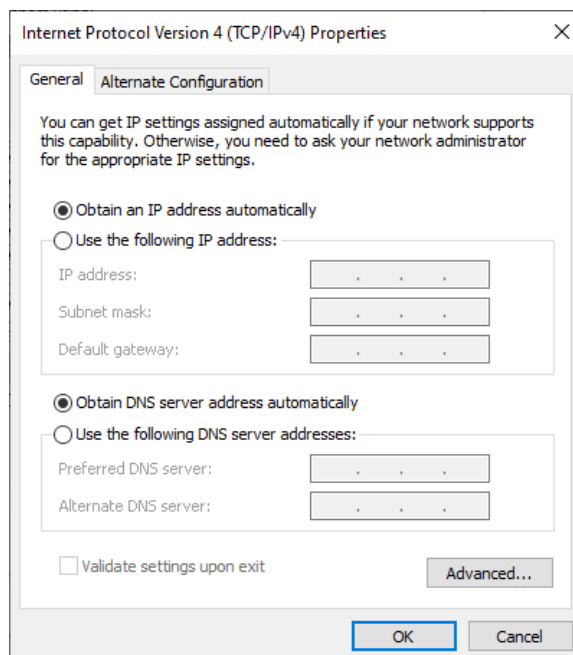 Internet Protocol Version 4 (TCP/IPv4) Properties
General
Alternate Configuration
You can get IP settings assigned automatically if your network supports
this capability. Otherwise, you need to ask your network administrator
for the appropriate IP settings.
Obtain an IP address automatically
Use the following IP address:
IP address:
Subnet mask:
Default gateway:
Obtain DNS server address automatically
Use the following DNS server addresses:
Preferred DNS server:
Alternate DNS server:
Validate settings upon exit
Advanced...
OK
Cancel